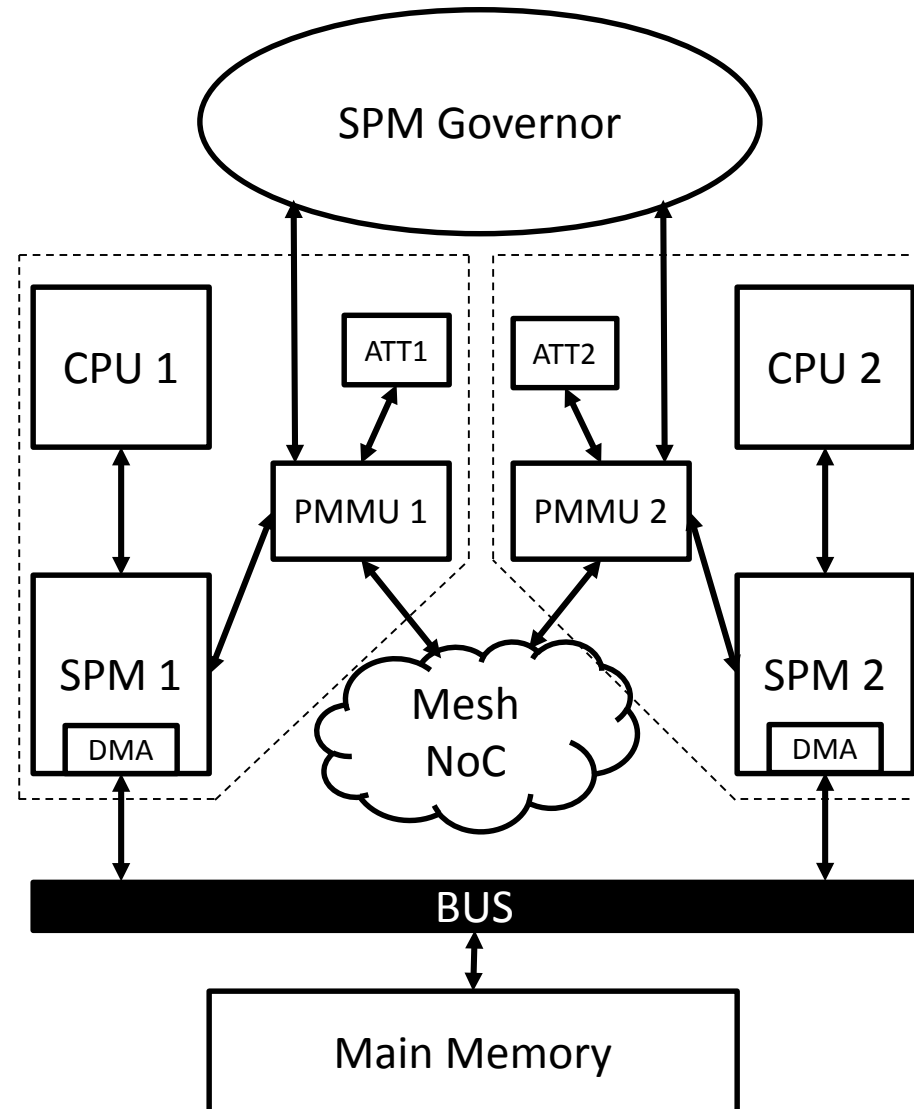 SPM Governor
CPU 1
ATT1
ATT2
CPU 2
PMMU 1
PMMU 2
SPM 1
DMA
Mesh
NoC
SPM 2
DMA
BUS
Main Memory